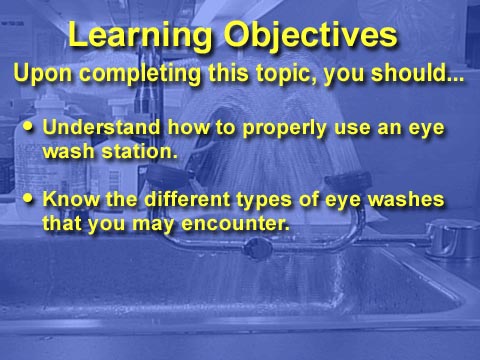 Learning Objectives
Upon completing this topic, you should...
• Understand how to properly use an eye
wash station.
• Know the different types of eye washes
that you may encounter.